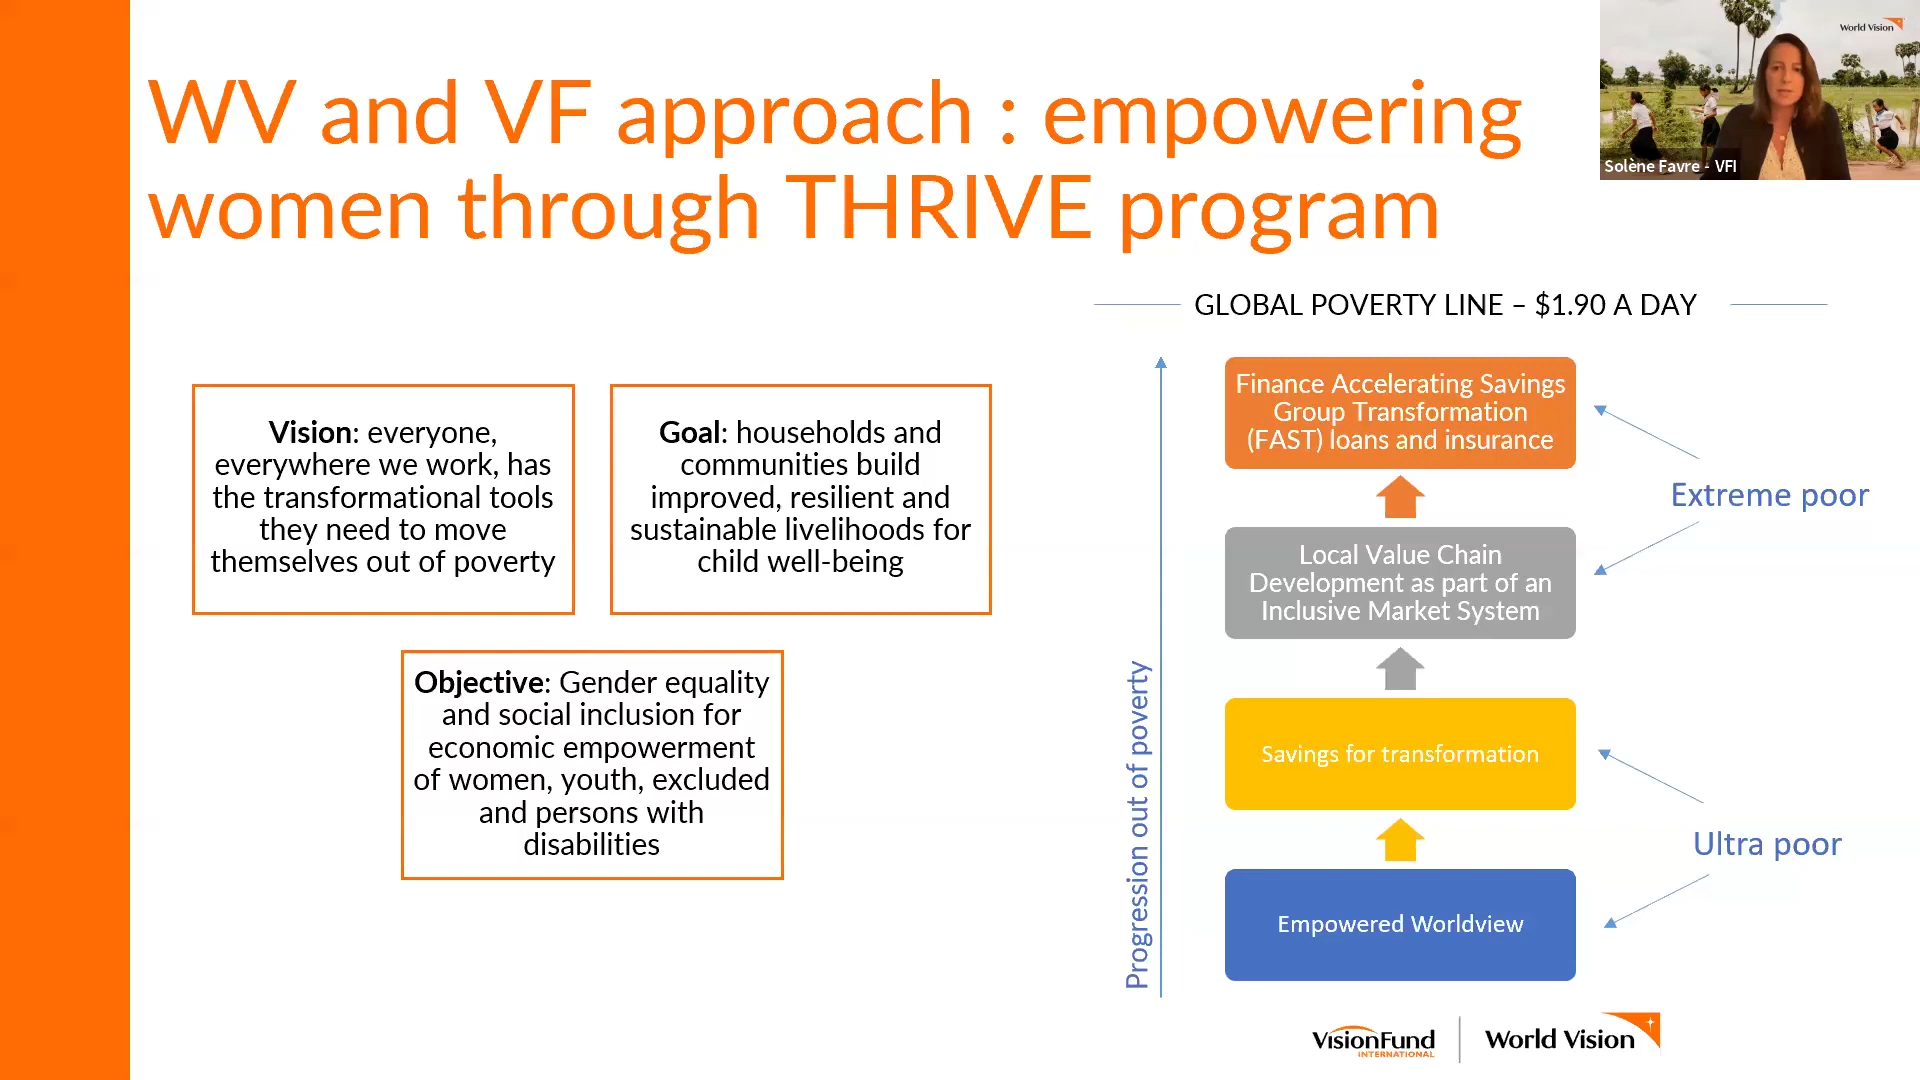 WV and VF approach : empowering
women through THRIVE program
World Vision
Solène Favre - VFI
Vision: everyone,
everywhere we work, has
the transformational tools
they need to move
themselves out of poverty
Goal: households and
communities build
improved, resilient and
sustainable livelihoods for
child well-being
Objective: Gender equality
and social inclusion for
economic empowerment
of women, youth, excluded
and persons with
disabilities
GLOBAL POVERTY LINE – $1.90 A DAY
Progression out of poverty
Finance Accelerating Savings
Group Transformation
(FAST) loans and insurance
Extreme poor
Local Value Chain
Development as part of an
Inclusive Market System
Savings for transformation
Ultra poor
Empowered Worldview
VisionFund
INTERNATIONAL
World Vision